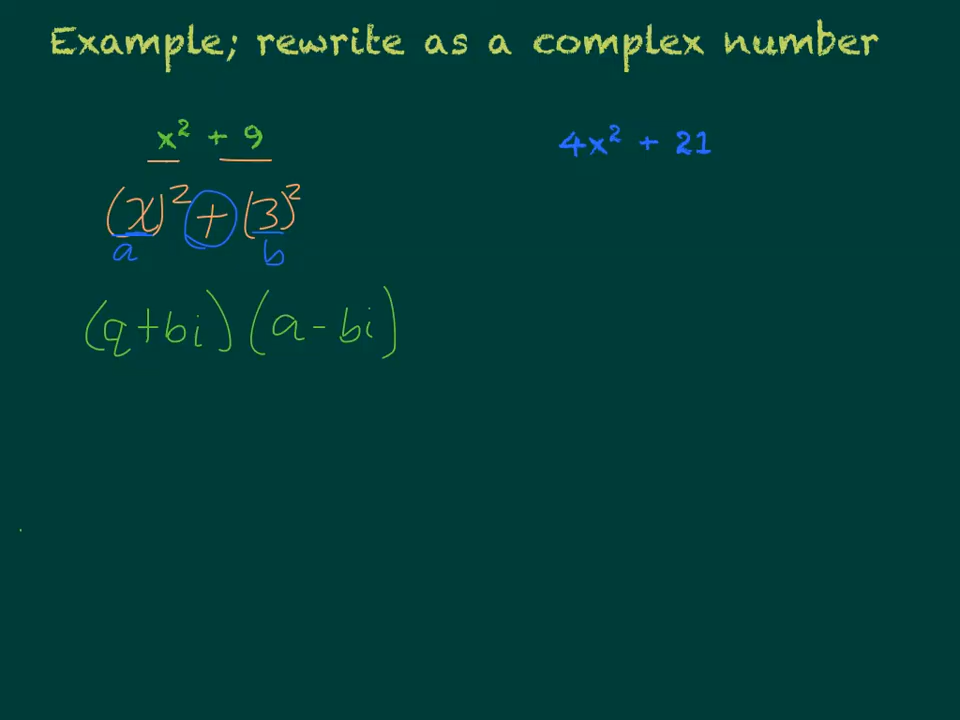 Example; rewrite as a complex number
x² + 9
(x)² + (3)²
a b
(a+bi)(a-bi)
4x² + 21